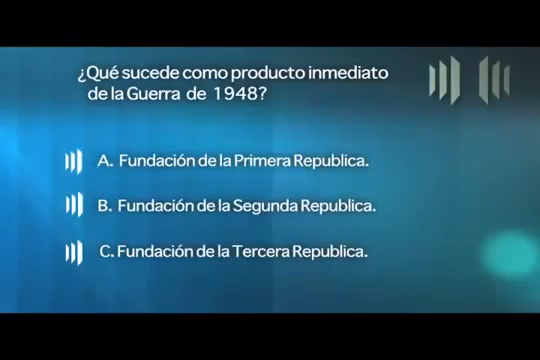 ¿Qué sucede como producto inmediato
de la Guerra de 1948?
A. Fundación de la Primera Republica.
B. Fundación de la Segunda Republica.
C. Fundación de la Tercera Republica.